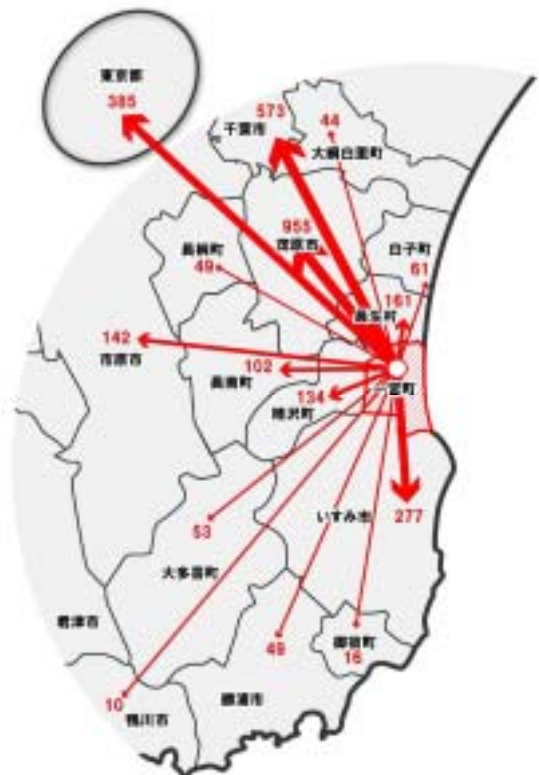 東京都
385
573
千葉市
44
大網白里町
955
茂原市
長柄町
49
白子町
61
161
長生村
142
市原市
102
長南町
134
睦沢町
一宮町
53
大多喜町
いすみ市
277
君津市
49
勝浦市
御宿町
16
10
鴨川市